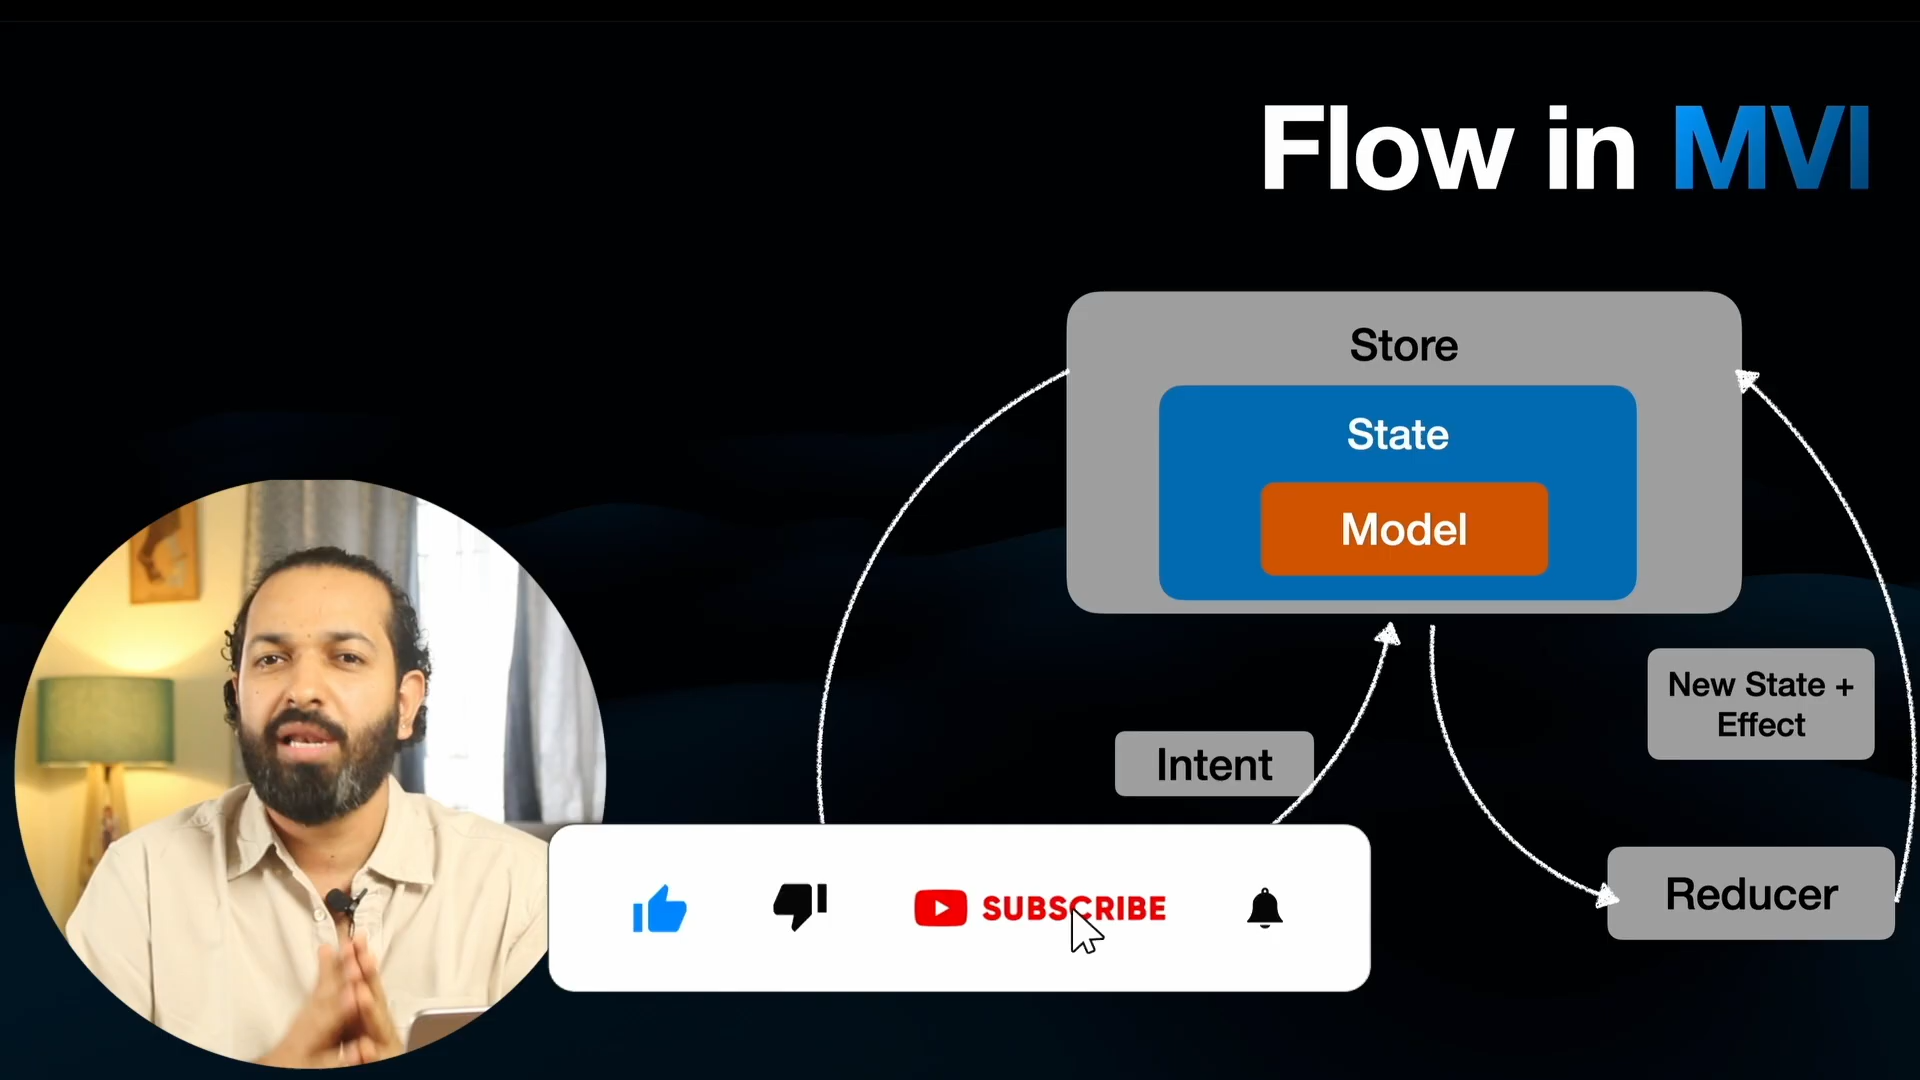 Flow in MVI
Store
State
Model
New State +
Effect
Intent
Reducer
SUBSCRIBE